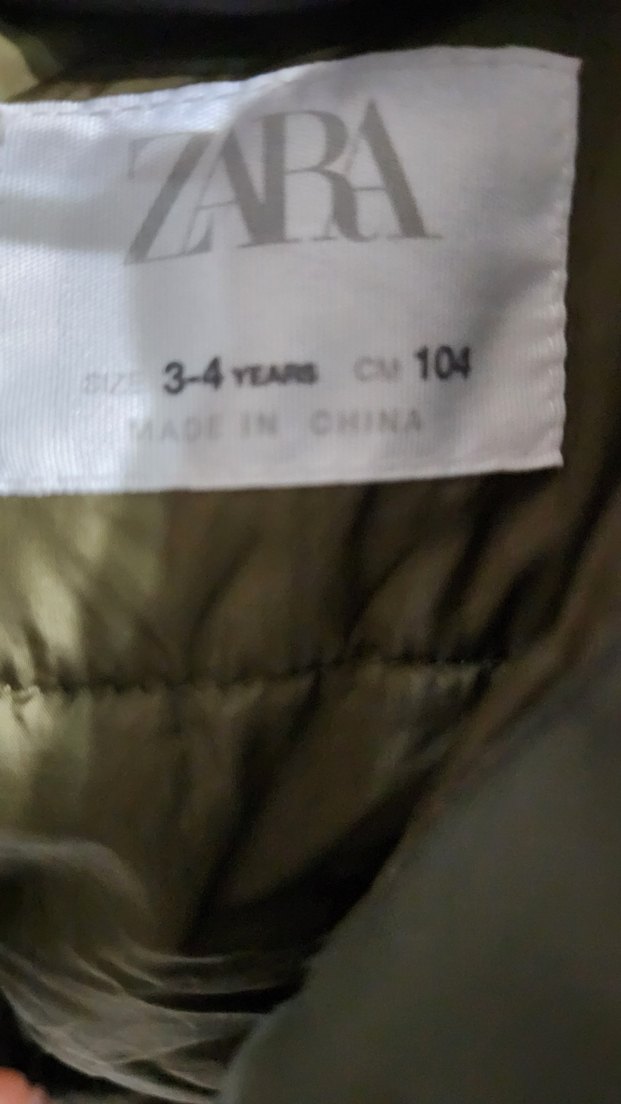 ZARA
SIZE 3-4 YEARS CM 104
MADE IN CHINA